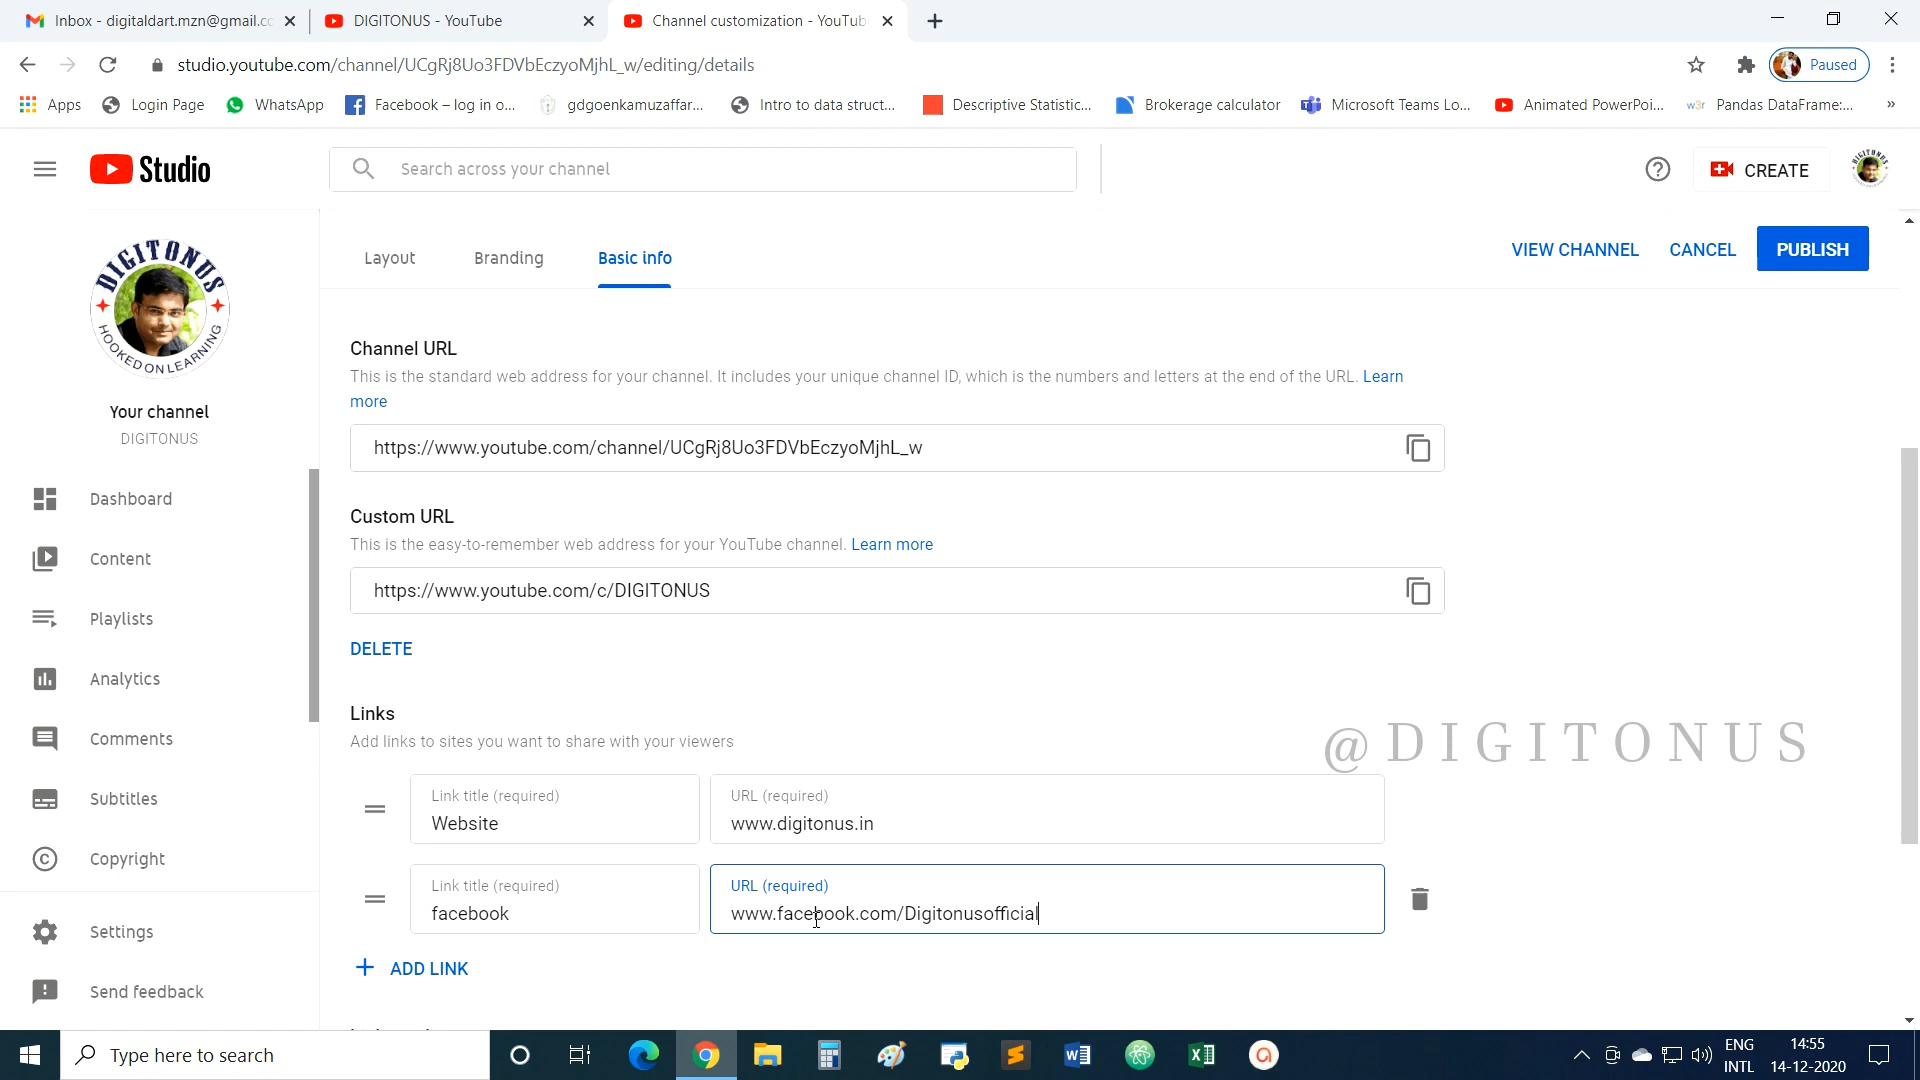 Inbox - digitaldart.mzn@gmail.cc
DIGITONUS - YouTube
Channel customization - YouTub
studio.youtube.com/channel/UCgRj8Uo3FDVbEczyoMjhL_w/editing/details
Paused
Apps
Login Page
WhatsApp
Facebook – log in o...
gdgoenkamuzaffar...
Intro to data struct...
Descriptive Statistic...
Brokerage calculator
Microsoft Teams Lo...
Animated PowerPoi...
w3r
Pandas DataFrame:...
»
Studio
Search across your channel
CREATE
DIGITONUS
HOOKED ON LEARNING
Layout
Branding
Basic info
VIEW CHANNEL
CANCEL
PUBLISH
Your channel
DIGITONUS
Dashboard
Content
Playlists
Analytics
Comments
Subtitles
Copyright
Settings
Send feedback
Channel URL
This is the standard web address for your channel. It includes your unique channel ID, which is the numbers and letters at the end of the URL. Learn
more
https://www.youtube.com/channel/UCgRj8Uo3FDVbEczyoMjhL_w
Custom URL
This is the easy-to-remember web address for your YouTube channel. Learn more
https://www.youtube.com/c/DIGITONUS
DELETE
Links
Add links to sites you want to share with your viewers
@DIGITONUS
Link title (required)
Website
URL (required)
www.digitonus.in
Link title (required)
facebook
URL (required)
www.facebook.com/Digitonusofficial
+ ADD LINK
Type here to search
ENG
INTL
14:55
14-12-2020